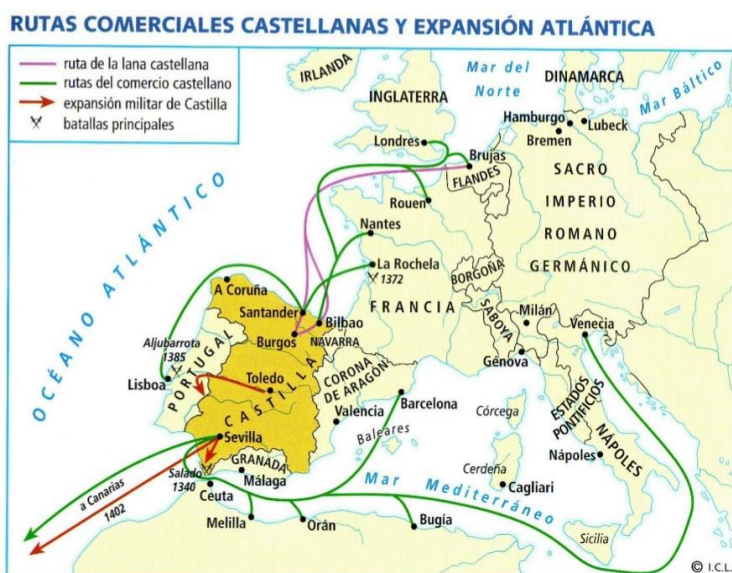 RUTAS COMERCIALES CASTELLANAS Y EXPANSIÓN ATLÁNTICA
ruta de la lana castellana
rutas del comercio castellano
expansión militar de Castilla
batallas principales
IRLANDA
Mar del
Norte
DINAMARCA
Mar Báltico
INGLATERRA
Hamburgo
Lubeck
Bremen
Londres
Brujas
FLANDES
SACRO
IMPERIO
ROMANO
GERMÁNICO
Rouen
Nantes
OCÉANO ATLÁNTICO
La Rochela
1372
BORGOÑA
FRANCIA
A Coruña
Santander
Bilbao
Burgos
NAVARRA
SABOYA
Milán
Venecia
Génova
Aljubarrota
1385
PORTUGAL
Lisboa
Toledo
CASTILLA
CORONA
DE ARAGÓN
Barcelona
Valencia
Baleares
Córcega
ESTADOS
PONTIFICIOS
NÁPOLES
Nápoles
Sevilla
GRANADA
Málaga
Salado
1340
Ceuta
Cerdeña
Cagliari
Mar Mediterráneo
a Canarias
1402
Melilla
Orán
Bugía
Sicilia
© I.C.L.